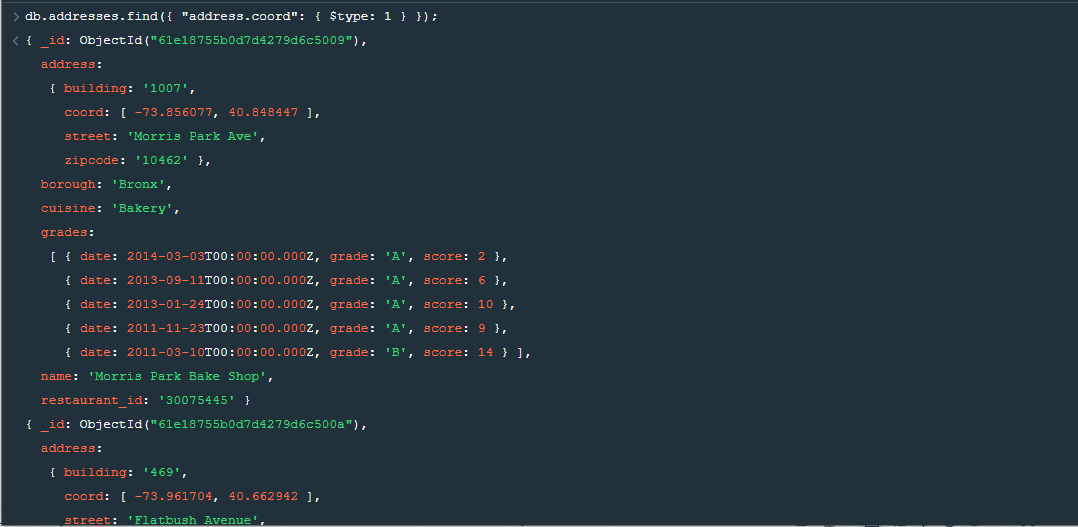 > db.addresses.find({ "address.coord": { $type: 1 } });
< { _id: ObjectId("61e18755b0d7d4279d6c5009"),
address:
{ building: '1007',
coord: [ -73.856077, 40.848447 ],
street: 'Morris Park Ave',
zipcode: '10462' },
borough: 'Bronx',
cuisine: 'Bakery',
grades:
[ { date: 2014-03-03T00:00:00.000Z, grade: 'A', score: 2 },
{ date: 2013-09-11T00:00:00.000Z, grade: 'A', score: 6 },
{ date: 2013-01-24T00:00:00.000Z, grade: 'A', score: 10 },
{ date: 2011-11-23T00:00:00.000Z, grade: 'A', score: 9 },
{ date: 2011-03-10T00:00:00.000Z, grade: 'B', score: 14 } ],
name: 'Morris Park Bake Shop',
restaurant_id: '30075445' }
{ _id: ObjectId("61e18755b0d7d4279d6c500a"),
address:
{ building: '469',
coord: [ -73.961704, 40.662942 ],
street: 'Flatbush Avenue',